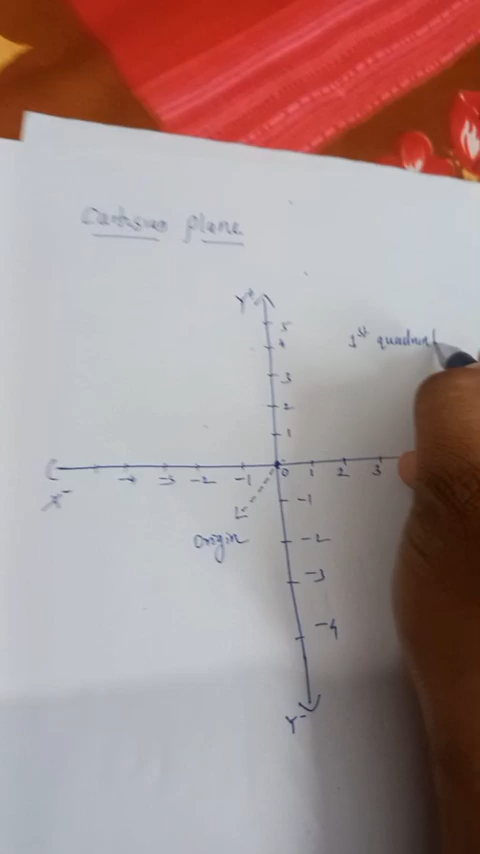 Cartesian plane
Y+
5
4
1st quadran
3
2
1
-4 -3 -2 -1 0 1 2 3
X-
-1
origin
-2
-3
-4
Y-